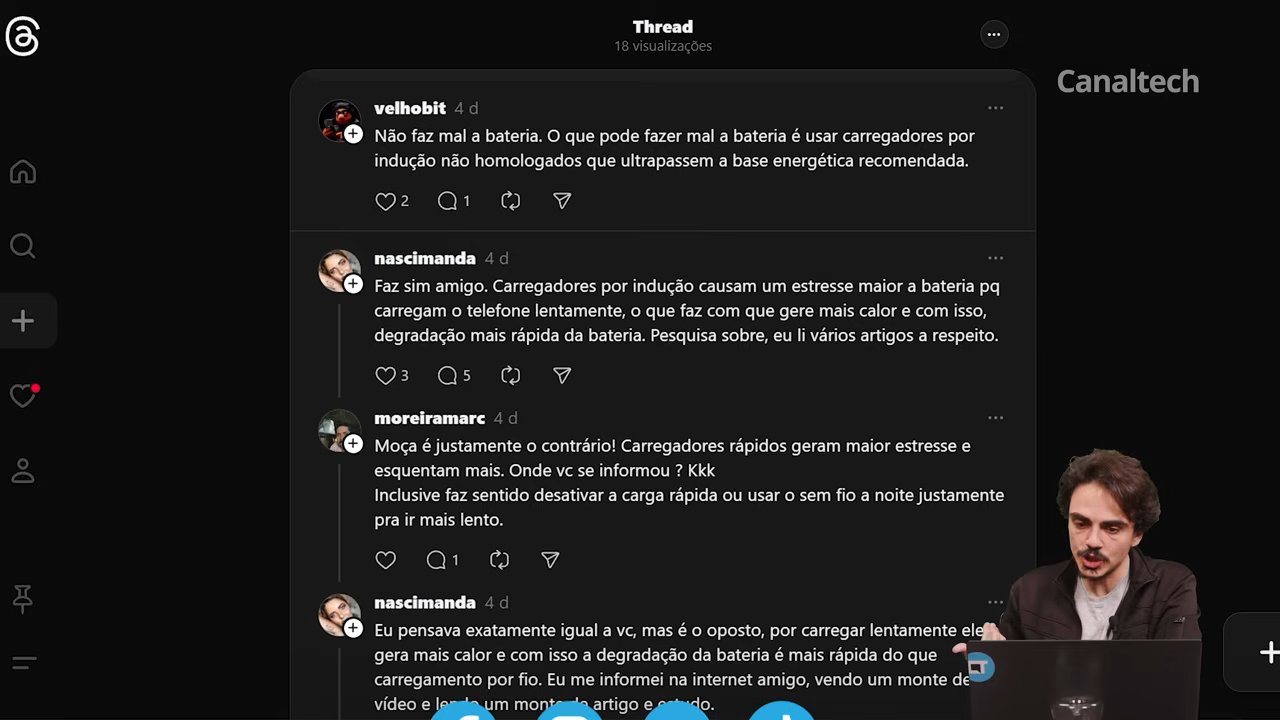 Thread
18 visualizações
Canaltech
velhobit 4 d
Não faz mal a bateria. O que pode fazer mal a bateria é usar carregadores por
indução não homologados que ultrapassem a base energética recomendada.
2 1
nascimanda 4 d
Faz sim amigo. Carregadores por indução causam um estresse maior a bateria pq
carregam o telefone lentamente, o que faz com que gere mais calor e com isso,
degradação mais rápida da bateria. Pesquisa sobre, eu li vários artigos a respeito.
3 5
moreiramarc 4 d
Moça é justamente o contrário! Carregadores rápidos geram maior estresse e
esquentam mais. Onde vc se informou ? Kkk
Inclusive faz sentido desativar a carga rápida ou usar o sem fio a noite justamente
pra ir mais lento.
1
nascimanda 4 d
Eu pensava exatamente igual a vc, mas é o oposto, por carregar lentamente ele
gera mais calor e com isso a degradação da bateria é mais rápida do que
carregamento por fio. Eu me informei na internet amigo, vendo um monte de
vídeo e lendo um monte de artigo e estudo.